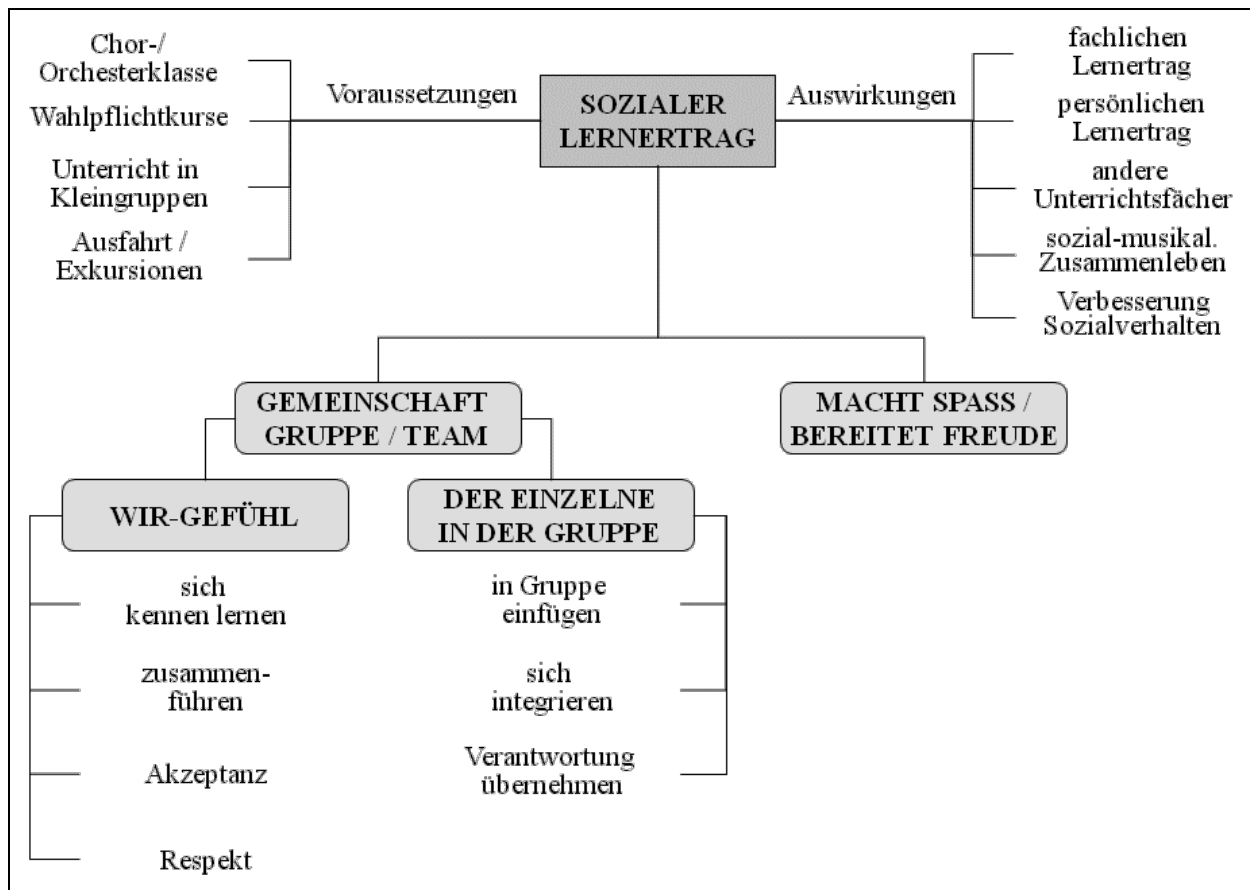 Chor-/
Orchesterklasse
Wahlpflichtkurse
Unterricht in
Kleingruppen
Ausfahrt /
Exkursionen
Voraussetzungen
SOZIALER
LERNERTRAG
Auswirkungen
fachlichen
Lernertrag
persönlichen
Lernertrag
andere
Unterrichtsfächer
sozial-musikal.
Zusammenleben
Verbesserung
Sozialverhalten
GEMEINSCHAFT
GRUPPE / TEAM
MACHT SPASS /
BEREITET FREUDE
WIR-GEFÜHL
sich
kennen lernen
zusammen-
führen
Akzeptanz
Respekt
DER EINZELNE
IN DER GRUPPE
in Gruppe
einfügen
sich
integrieren
Verantwortung
übernehmen